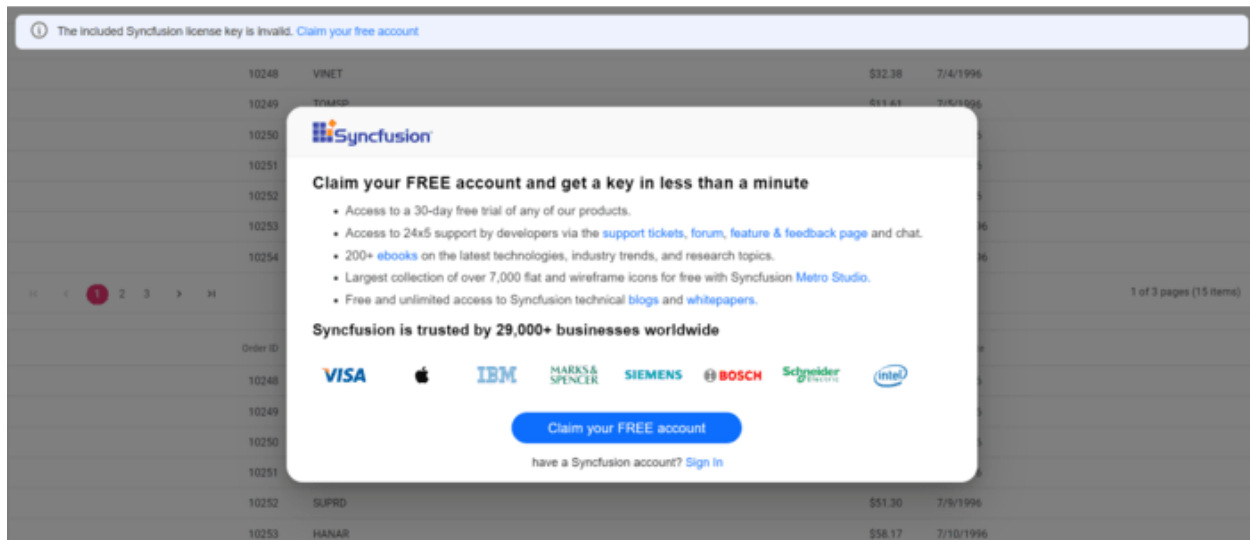 The included Syncfusion license key is invalid. Claim your free account
10248 VINET $32.38 7/4/1996
10249 TOMSP $11.61 7/5/1996
10250
10251
10252
10253
10254
Syncfusion
Claim your FREE account and get a key in less than a minute
• Access to a 30-day free trial of any of our products.
• Access to 24x5 support by developers via the support tickets, forum, feature & feedback page and chat.
• 200+ ebooks on the latest technologies, industry trends, and research topics.
• Largest collection of over 7,000 flat and wireframe icons for free with Syncfusion Metro Studio.
• Free and unlimited access to Syncfusion technical blogs and whitepapers.
Syncfusion is trusted by 29,000+ businesses worldwide
VISA IBM MARKS & SPENCER SIEMENS BOSCH Schneider Electric intel
Claim your FREE account
have a Syncfusion account? Sign In
1 2 3 1 of 3 pages (15 items)
Order ID
10248
10249
10250
10251
10252 SUPRD $51.30 7/9/1996
10253 HANAR $58.17 7/10/1996